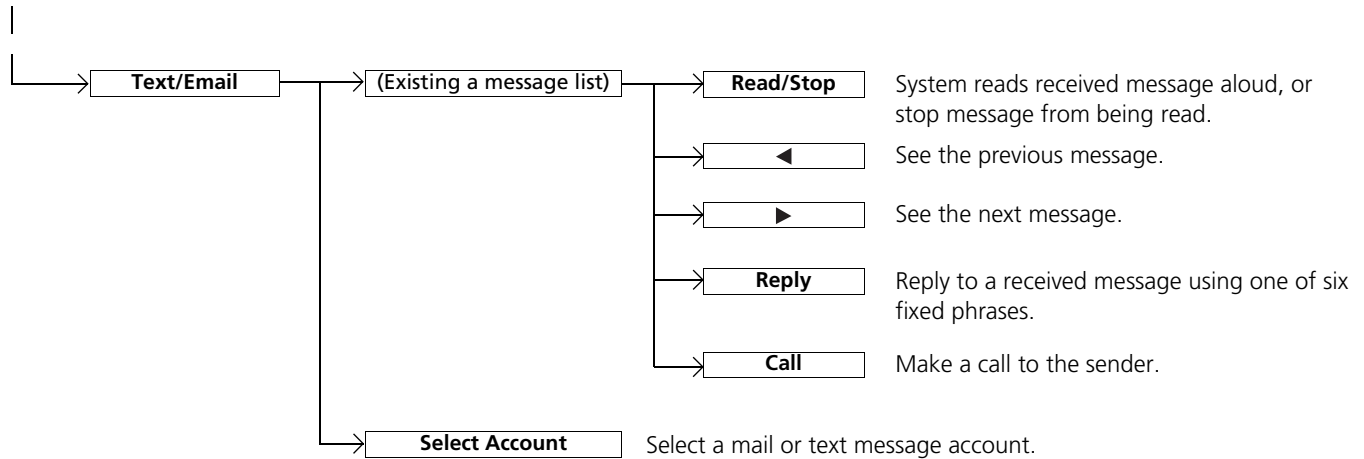 Text/Email
(Existing a message list)
Read/Stop
System reads received message aloud, or
stop message from being read.
◀
See the previous message.
▶
See the next message.
Reply
Reply to a received message using one of six
fixed phrases.
Call
Make a call to the sender.
Select Account
Select a mail or text message account.